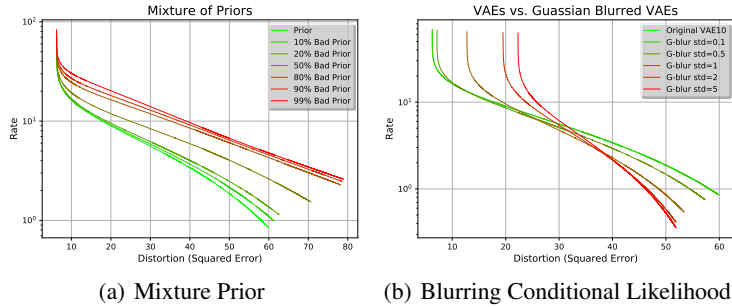 Mixture of Priors
10²
10¹
10⁰
Rate
10 20 30 40 50 60 70 80
Distortion (Squared Error)
Prior
10% Bad Prior
20% Bad Prior
50% Bad Prior
80% Bad Prior
90% Bad Prior
99% Bad Prior
(a) Mixture Prior
VAEs vs. Guassian Blurred VAEs
10¹
10⁰
Rate
10 20 30 40 50 60
Distortion (Squared Error)
Original VAE10
G-blur std=0.1
G-blur std=0.5
G-blur std=1
G-blur std=2
G-blur std=5
(b) Blurring Conditional Likelihood